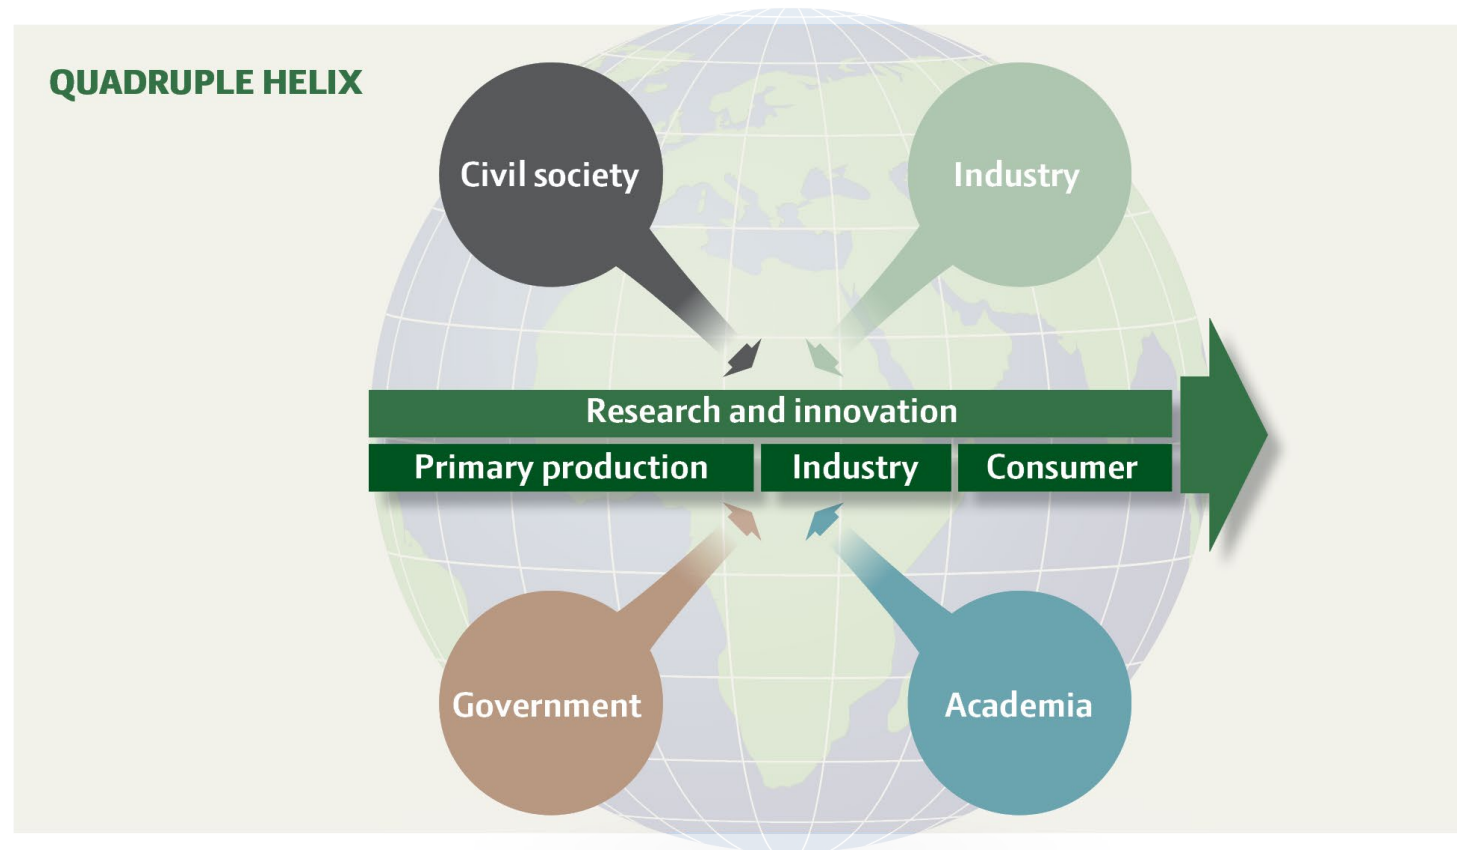 QUADRUPLE HELIX
Civil society
Industry
Research and innovation
Primary production
Industry
Consumer
Government
Academia